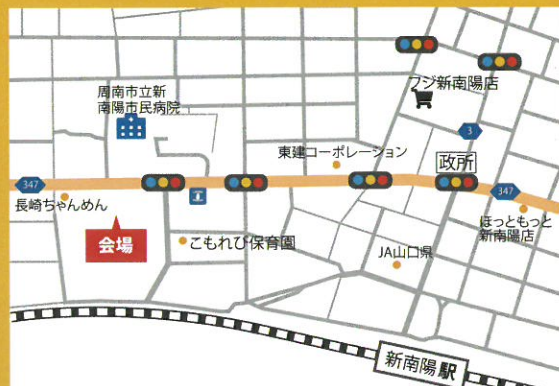 フジ新南陽店
周南市立新
南陽市民病院
3
東建コーポレーション
政所
347
347
長崎ちゃんめん
ほっともっと
新南陽店
会場
こもれび保育園
JA山口県
新南陽駅